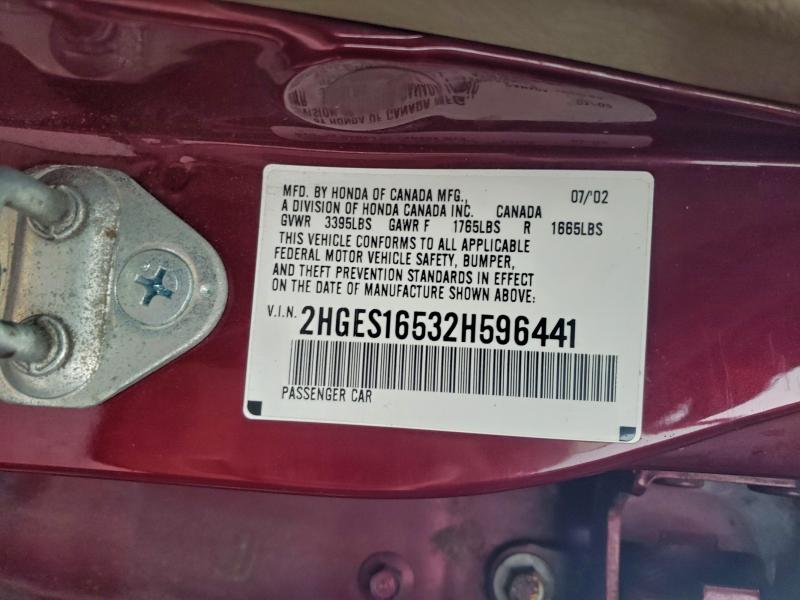 MFD. BY HONDA OF CANADA MFG., 07/'02
A DIVISION OF HONDA CANADA INC. CANADA
GVWR 3395LBS GAWR F 1765LBS R 1665LBS
THIS VEHICLE CONFORMS TO ALL APPLICABLE
FEDERAL MOTOR VEHICLE SAFETY, BUMPER,
AND THEFT PREVENTION STANDARDS IN EFFECT
ON THE DATE OF MANUFACTURE SHOWN ABOVE:
V.I.N. 2HGES16532H596441
PASSENGER CAR